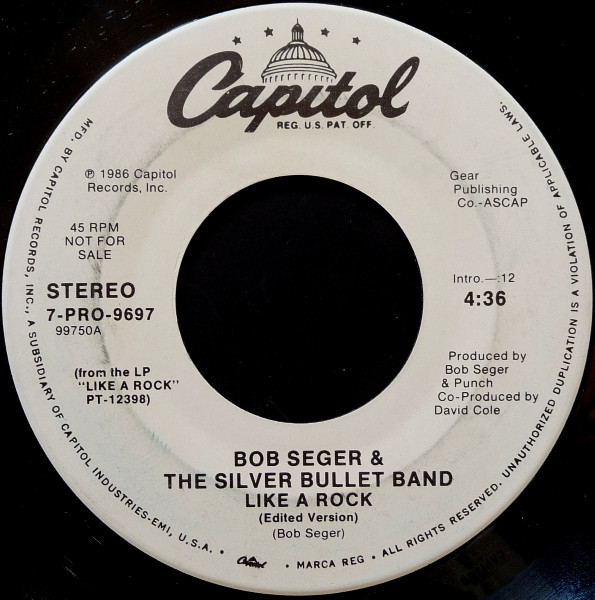 Capitol
REG. U.S. PAT. OFF.
℗ 1986 Capitol
Records, Inc.
Gear
Publishing
Co.-ASCAP
45 RPM
NOT FOR
SALE
STEREO
7-PRO-9697
99750A
Intro.—:12
4:36
(from the LP
"LIKE A ROCK"
PT-12398)
Produced by
Bob Seger
& Punch
Co-Produced by
David Cole
BOB SEGER &
THE SILVER BULLET BAND
LIKE A ROCK
(Edited Version)
(Bob Seger)
MFD. BY CAPITOL RECORDS, INC., A SUBSIDIARY OF CAPITOL INDUSTRIES-EMI, U.S.A. • Capitol • MARCA REG • ALL RIGHTS RESERVED. UNAUTHORIZED DUPLICATION IS A VIOLATION OF APPLICABLE LAWS.